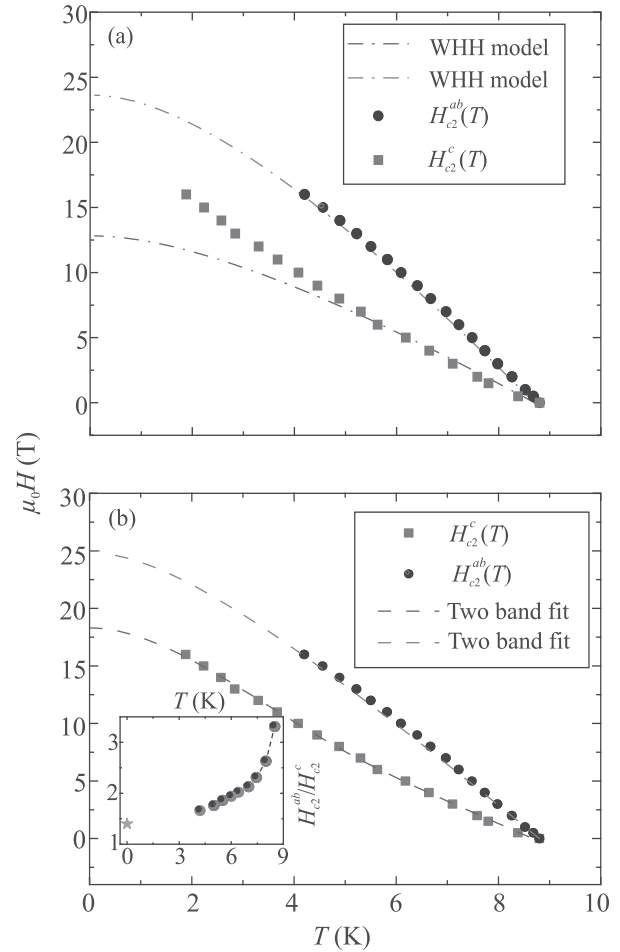 (a)
WHH model
WHH model
H_{c2}^{ab}(T)
H_{c2}^{c}(T)
30
25
20
15
10
5
0
μ₀H (T)
(b)
H_{c2}^{c}(T)
H_{c2}^{ab}(T)
Two band fit
Two band fit
30
25
20
15
10
5
0
T (K)
3
2
1
0 3 6 9
H_{c2}^{ab}/H_{c2}^{c}
0 2 4 6 8 10
T (K)